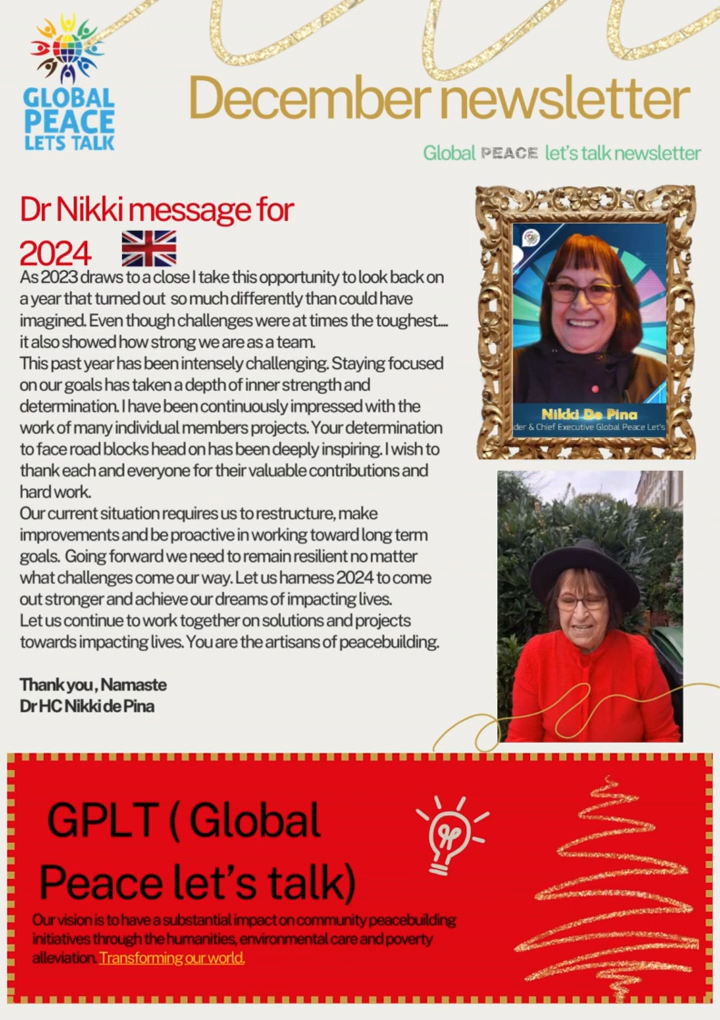 GLOBAL
PEACE
LETS TALK
December newsletter
Global PEACE let's talk newsletter
Dr Nikki message for
2024
As 2023 draws to a close I take this opportunity to look back on
a year that turned out so much differently than could have
imagined. Even though challenges were at times the toughest....
it also showed how strong we are as a team.
This past year has been intensely challenging. Staying focused
on our goals has taken a depth of inner strength and
determination. I have been continuously impressed with the
work of many individual members projects. Your determination
to face road blocks head on has been deeply inspiring. I wish to
thank each and everyone for their valuable contributions and
hard work.
Our current situation requires us to restructure, make
improvements and be proactive in working toward long term
goals. Going forward we need to remain resilient no matter
what challenges come our way. Let us harness 2024 to come
out stronger and achieve our dreams of impacting lives.
Let us continue to work together on solutions and projects
towards impacting lives. You are the artisans of peacebuilding.
Thank you , Namaste
Dr HC Nikki de Pina
Nikki De Pina
der & Chief Executive Global Peace Let's
GPLT ( Global
Peace let's talk)
Our vision is to have a substantial impact on community peacebuilding
initiatives through the humanities, environmental care and poverty
alleviation. Transforming our world.